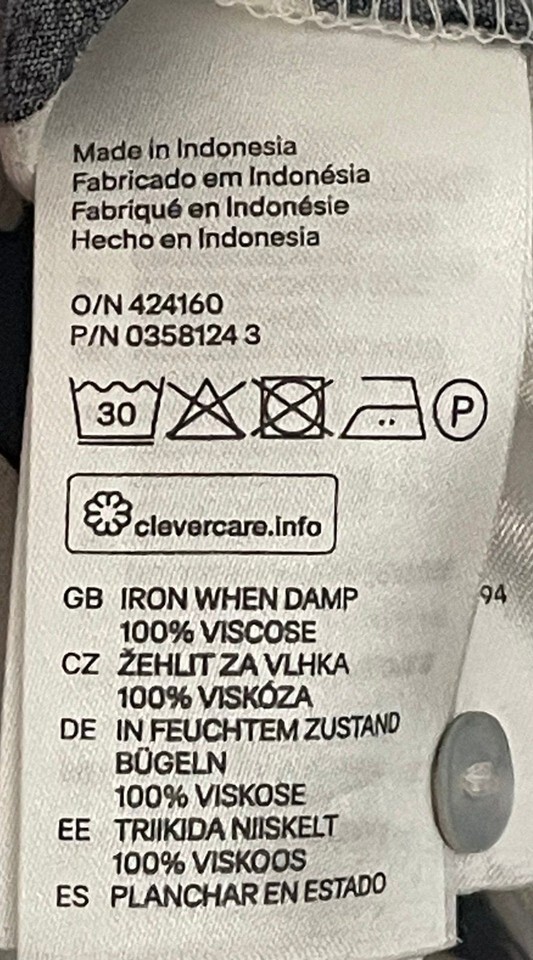 Made in Indonesia
Fabricado em Indonésia
Fabriqué en Indonésie
Hecho en Indonesia
O/N 424160
P/N 0358124 3
30 P
clevercare.info
GB IRON WHEN DAMP
94
100% VISCOSE
CZ ŽEHLIT ZA VLHKA
100% VISKÓZA
DE IN FEUCHTEM ZUSTAND
BÜGELN
100% VISKOSE
EE TRIIKIDA NIISKELT
100% VISKOOS
ES PLANCHAR EN ESTADO